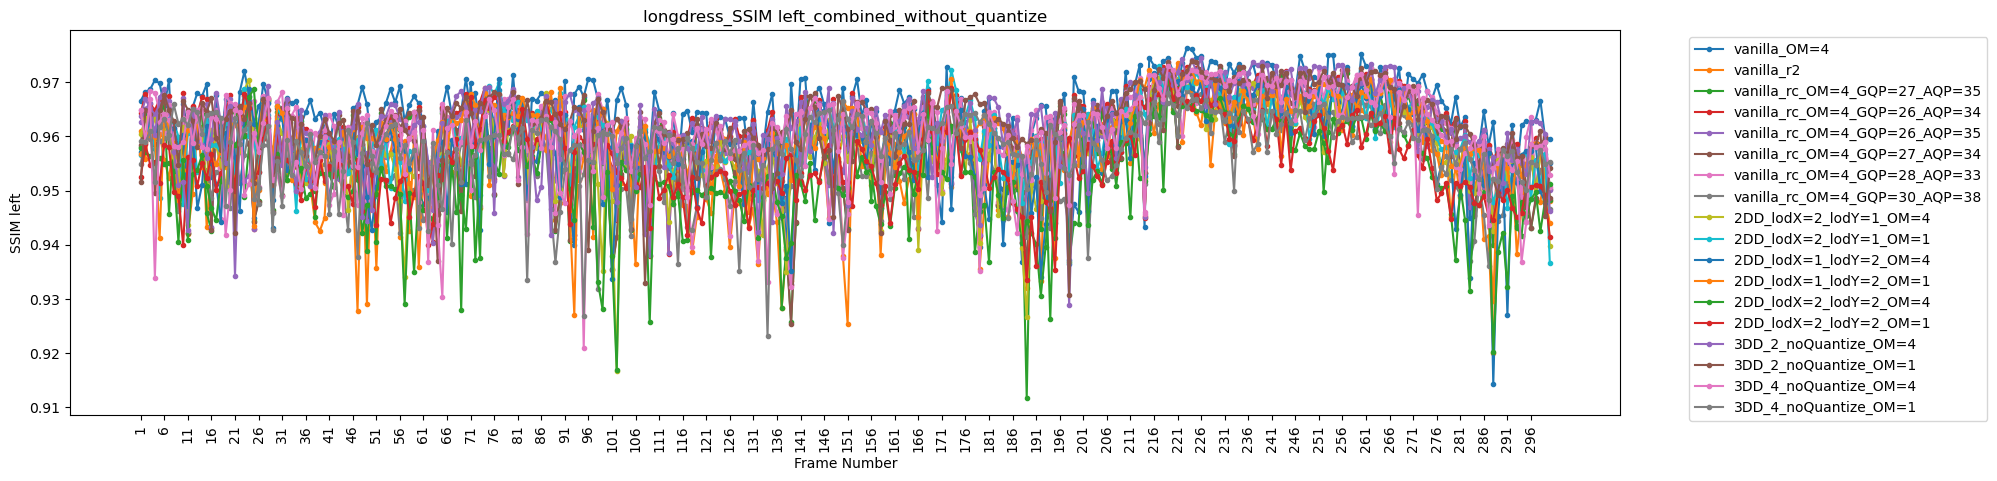 longdress_SSIM left_combined_without_quantize
SSIM left
0.97
0.96
0.95
0.94
0.93
0.92
0.91
1 6 11 16 21 26 31 36 41 46 51 56 61 66 71 76 81 86 91 96 101 106 111 116 121 126 131 136 141 146 151 156 161 166 171 176 181 186 191 196 201 206 211 216 221 226 231 236 241 246 251 256 261 266 271 276 281 286 291 296
Frame Number
vanilla_OM=4
vanilla_r2
vanilla_rc_OM=4_GQP=27_AQP=35
vanilla_rc_OM=4_GQP=26_AQP=34
vanilla_rc_OM=4_GQP=26_AQP=35
vanilla_rc_OM=4_GQP=27_AQP=34
vanilla_rc_OM=4_GQP=28_AQP=33
vanilla_rc_OM=4_GQP=30_AQP=38
2DD_lodX=2_lodY=1_OM=4
2DD_lodX=2_lodY=1_OM=1
2DD_lodX=1_lodY=2_OM=4
2DD_lodX=1_lodY=2_OM=1
2DD_lodX=2_lodY=2_OM=4
2DD_lodX=2_lodY=2_OM=1
3DD_2_noQuantize_OM=4
3DD_2_noQuantize_OM=1
3DD_4_noQuantize_OM=4
3DD_4_noQuantize_OM=1